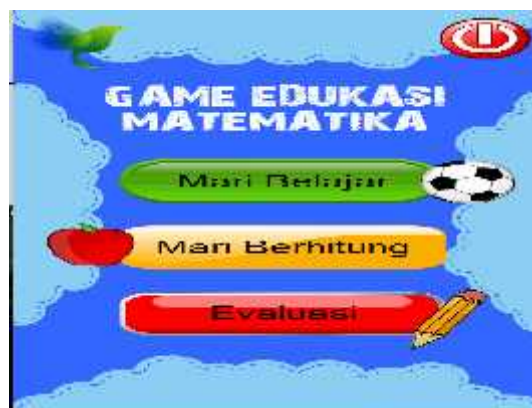 GAME EDUKASI
MATEMATIKA
Mari Belajar
Mari Berhitung
Evaluasi